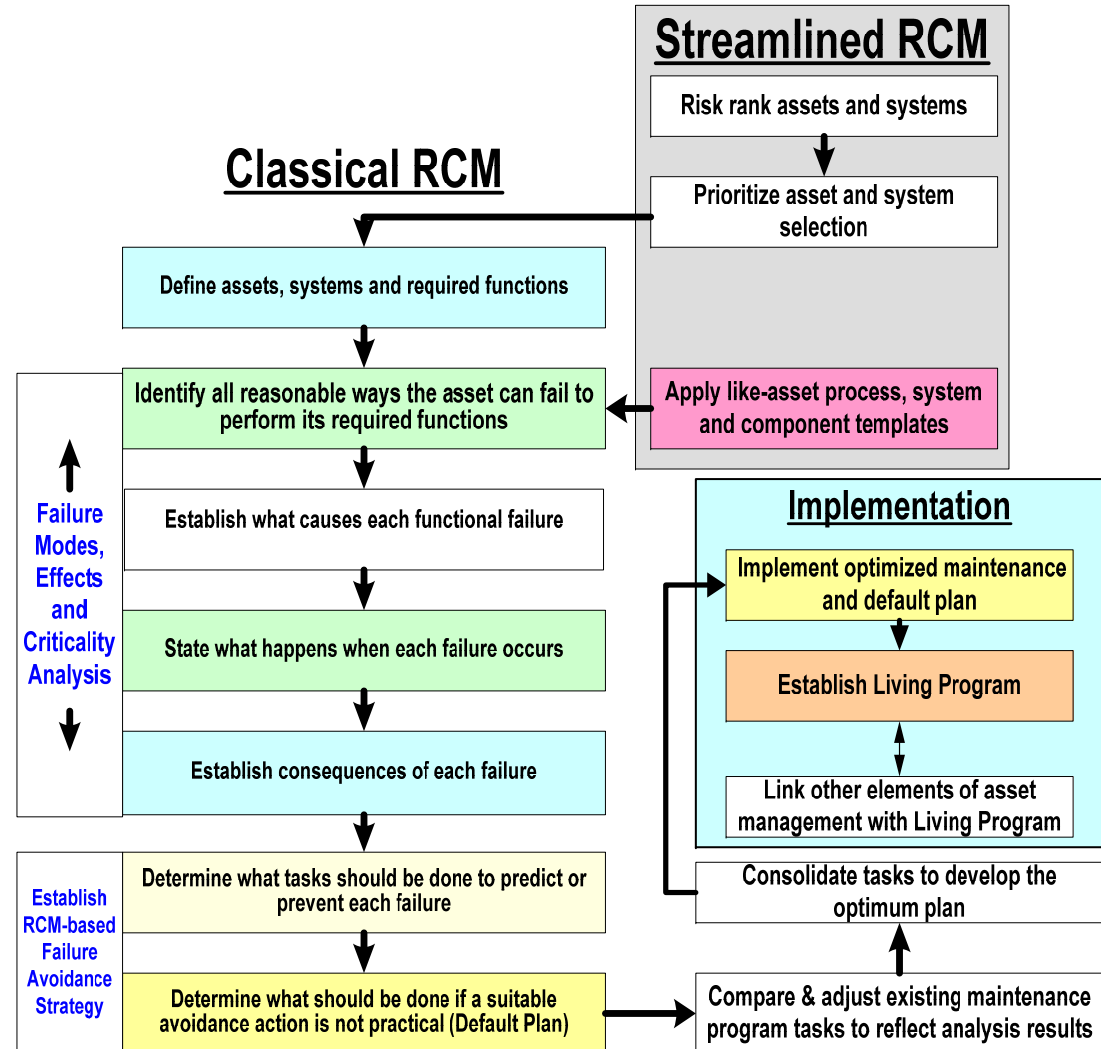 Streamlined RCM
Risk rank assets and systems
Prioritize asset and system
selection
Apply like-asset process, system
and component templates
Classical RCM
Define assets, systems and required functions
Identify all reasonable ways the asset can fail to
perform its required functions
Establish what causes each functional failure
State what happens when each failure occurs
Establish consequences of each failure
Failure
Modes,
Effects
and
Criticality
Analysis
Determine what tasks should be done to predict or
prevent each failure
Determine what should be done if a suitable
avoidance action is not practical (Default Plan)
Establish
RCM-based
Failure
Avoidance
Strategy
Implementation
Implement optimized maintenance
and default plan
Establish Living Program
Link other elements of asset
management with Living Program
Consolidate tasks to develop the
optimum plan
Compare & adjust existing maintenance
program tasks to reflect analysis results